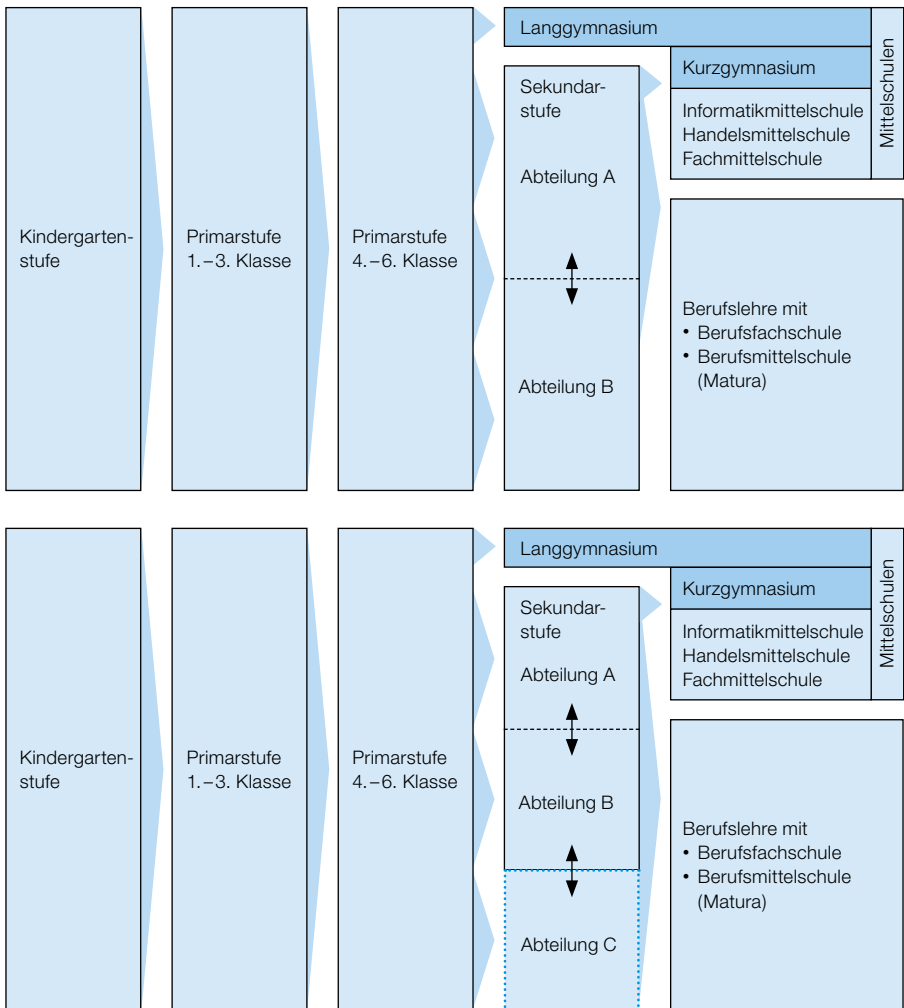 Kindergarten-
stufe
Primarstufe
1.–3. Klasse
Primarstufe
4.–6. Klasse
Langgymnasium
Sekundar-
stufe
Abteilung A
Abteilung B
Kurzgymnasium
Informatikmittelschule
Handelsmittelschule
Fachmittelschule
Mittelschulen
Berufslehre mit
• Berufsfachschule
• Berufsmittelschule
(Matura)
Kindergarten-
stufe
Primarstufe
1.–3. Klasse
Primarstufe
4.–6. Klasse
Langgymnasium
Sekundar-
stufe
Abteilung A
Abteilung B
Abteilung C
Kurzgymnasium
Informatikmittelschule
Handelsmittelschule
Fachmittelschule
Mittelschulen
Berufslehre mit
• Berufsfachschule
• Berufsmittelschule
(Matura)